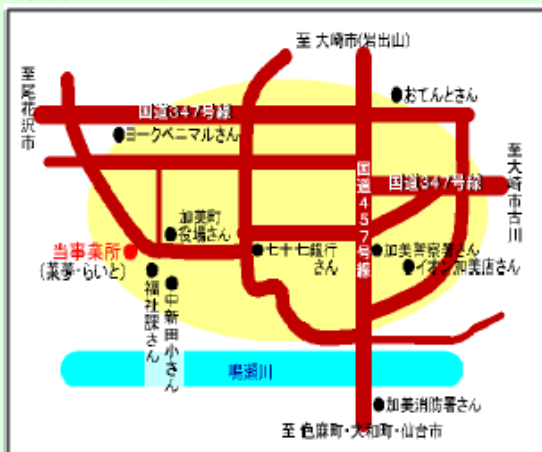 至 大崎市(岩出山)
至尾花沢市
●おてんとさん
国道347号線
●ヨークベニマルさん
至大崎市古川
国道457号線
国道347号線
加美町
●役場さん
当事業所●
(菜夢・らいと)
●七十七銀行
さん
●加美警察署さん
●イオン加美店さん
●福祉課さん
●中新田小さん
鳴瀬川
●加美消防署さん
至 色麻町・大和町・仙台市